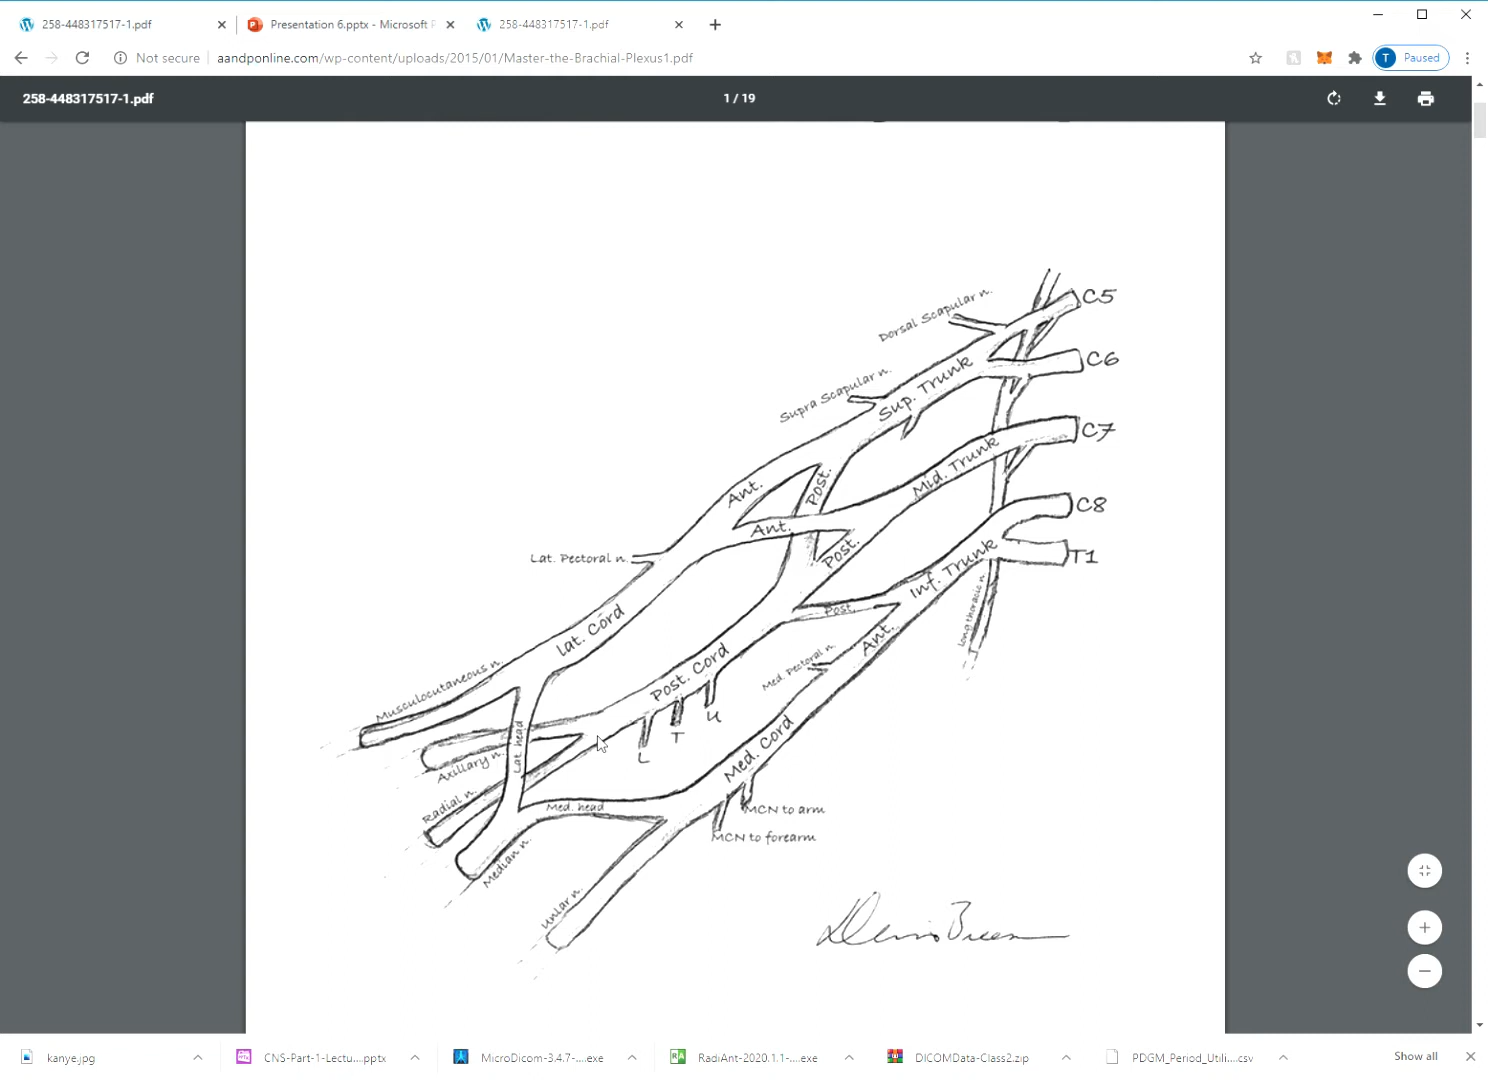 258-448317517-1.pdf
Presentation 6.pptx - Microsoft P
258-448317517-1.pdf
Not secure
aandponline.com/wp-content/uploads/2015/01/Master-the-Brachial-Plexus1.pdf
T Paused
258-448317517-1.pdf
1 / 19
C5
Dorsal Scapular n.
C6
Supra Scapular n.
Sup. Trunk
C7
Mid. Trunk
Ant.
Post.
C8
Ant.
Post.
T1
Lat. Pectoral n.
Inf. Trunk
Post.
Long thoracic n
Lat. Cord
Ant.
Med. Pectoral n.
Post. Cord
Musculocutaneous n.
U
T
L
Lat. head
Axillary n.
Med. Cord
Radial n.
Med. head
MCN to arm
MCN to forearm
Median n.
Unlar n.
kanye.jpg
CNS-Part-1-Lectu....pptx
MicroDicom-3.4.7-....exe
RadiAnt-2020.1.1-....exe
DICOMData-Class2.zip
PDGM_Period_Utili....csv
Show all